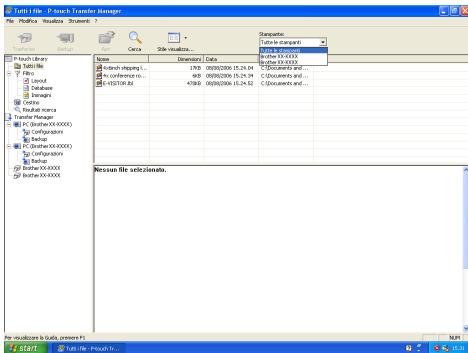 Tutti i file - P-touch Transfer Manager
File Modifica Visualizza Strumenti ?
Trasferisci Backup Apri Cerca Stile visualizza...
Stampante:
Tutte le stampanti
Tutte le stampanti
Brother XX-XXXX
Brother XX-XXXX
P-touch Library
Tutti i file
Filtro
Layout
Database
Immagini
Cestino
Risultati ricerca
Transfer Manager
PC (Brother XX-XXXX)
Configurazioni
Backup
PC (Brother XX-XXXX)
Configurazioni
Backup
Brother XX-XXXX
Brother XX-XXXX
Nome Dimensioni Data
4x6inch shipping l... 17KB 08/08/2006 15.24.04 C:\Documents and ...
4x conference ro... 6KB 08/08/2006 15.24.34 C:\Documents and ...
E-VISITOR.lbl 470KB 08/08/2006 15.24.52 C:\Documents and ...
Nessun file selezionato.
Per visualizzare la Guida, premere F1
NUM
start
Tutti i file - P-touch Tr...
15.31